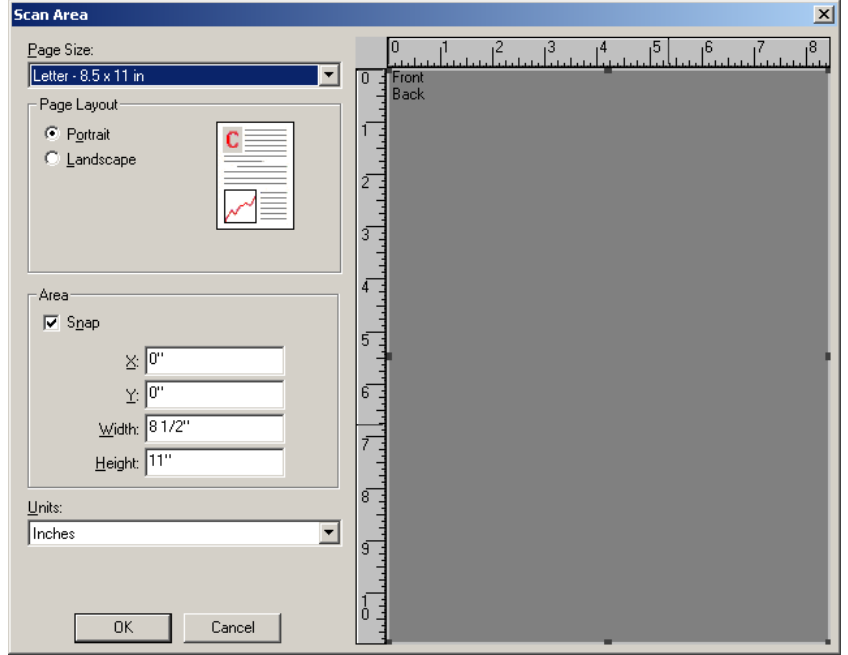 Scan Area
Page Size:
Letter - 8.5 x 11 in
Page Layout
Portrait
Landscape
C
Area
Snap
X: 0"
Y: 0"
Width: 8 1/2"
Height: 11"
Units:
Inches
OK Cancel
0 1 2 3 4 5 6 7 8
0
1
2
3
4
5
6
7
8
9
10
Front
Back